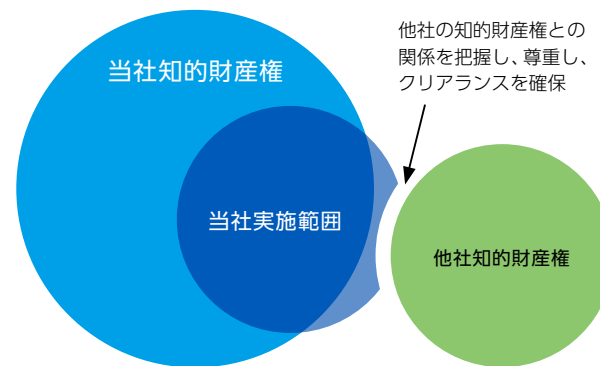 他社の知的財産権との
関係を把握し、尊重し、
クリアランスを確保
当社知的財産権
当社実施範囲
他社知的財産権